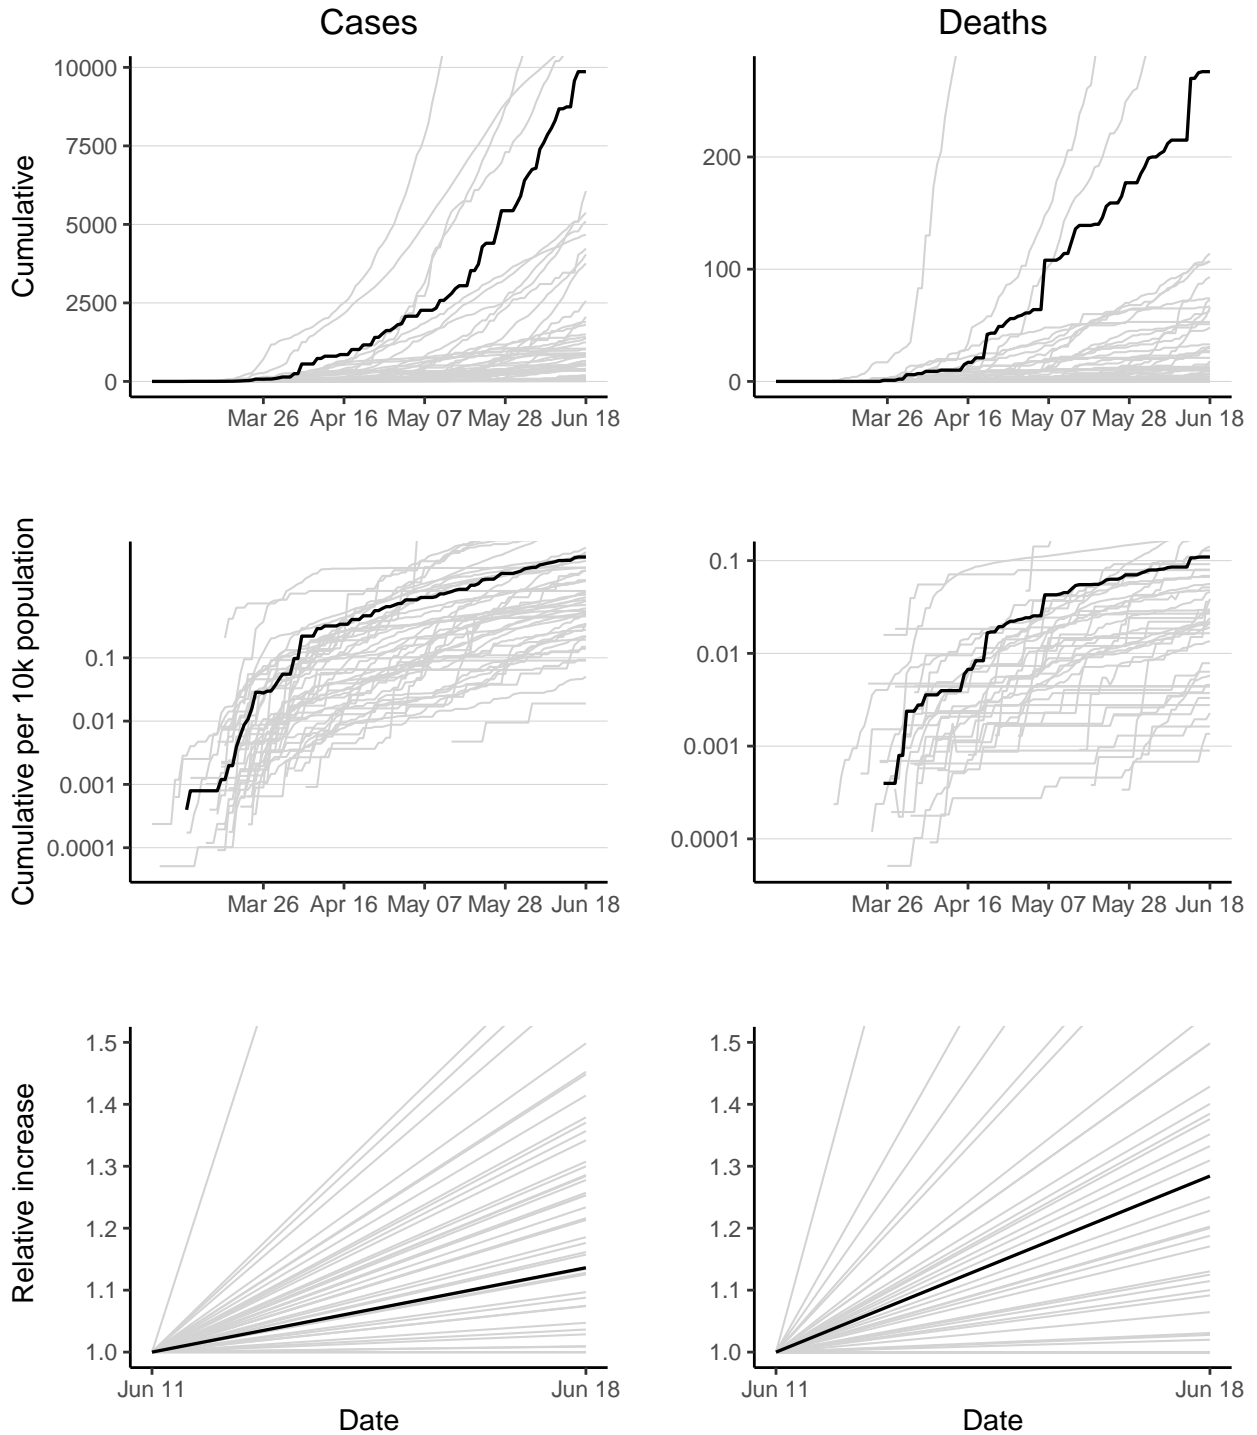 Cases
Deaths
Cumulative
10000
7500
5000
2500
0
Mar 26 Apr 16 May 07 May 28 Jun 18
200
100
0
Mar 26 Apr 16 May 07 May 28 Jun 18
Cumulative per 10k population
0.1
0.01
0.001
0.0001
Mar 26 Apr 16 May 07 May 28 Jun 18
0.1
0.01
0.001
0.0001
Mar 26 Apr 16 May 07 May 28 Jun 18
Relative increase
1.5
1.4
1.3
1.2
1.1
1.0
Jun 11 Jun 18
Date
1.5
1.4
1.3
1.2
1.1
1.0
Jun 11 Jun 18
Date